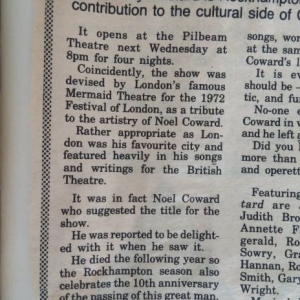 contribution to the cultural side of
It opens at the Pilbeam
Theatre next Wednesday at
8pm for four nights.
Coincidently, the show was
devised by London's famous
Mermaid Theatre for the 1972
Festival of London, as a tribute
to the artistry of Noel Coward.
Rather appropriate as Lon-
don was his favourite city and
featured heavily in his songs
and writings for the British
Theatre.
It was in fact Noel Coward
who suggested the title for the
show.
He was reported to be delight-
ed with it when he saw it.
He died the following year so
the Rockhampton season also
celebrates the 10th anniversary
of the passing of this great man.
songs, wor
at the sam
Coward's l
It is ev
should be –
tic, and fun
No-one e
Coward in w
and he left a
Did you l
more than
and operett
Featuring
tard are a
Judith Bro
Annette F
gerald, Ro
Sowry, Gra
Hannan, Ro
Smith, Gar
Wright